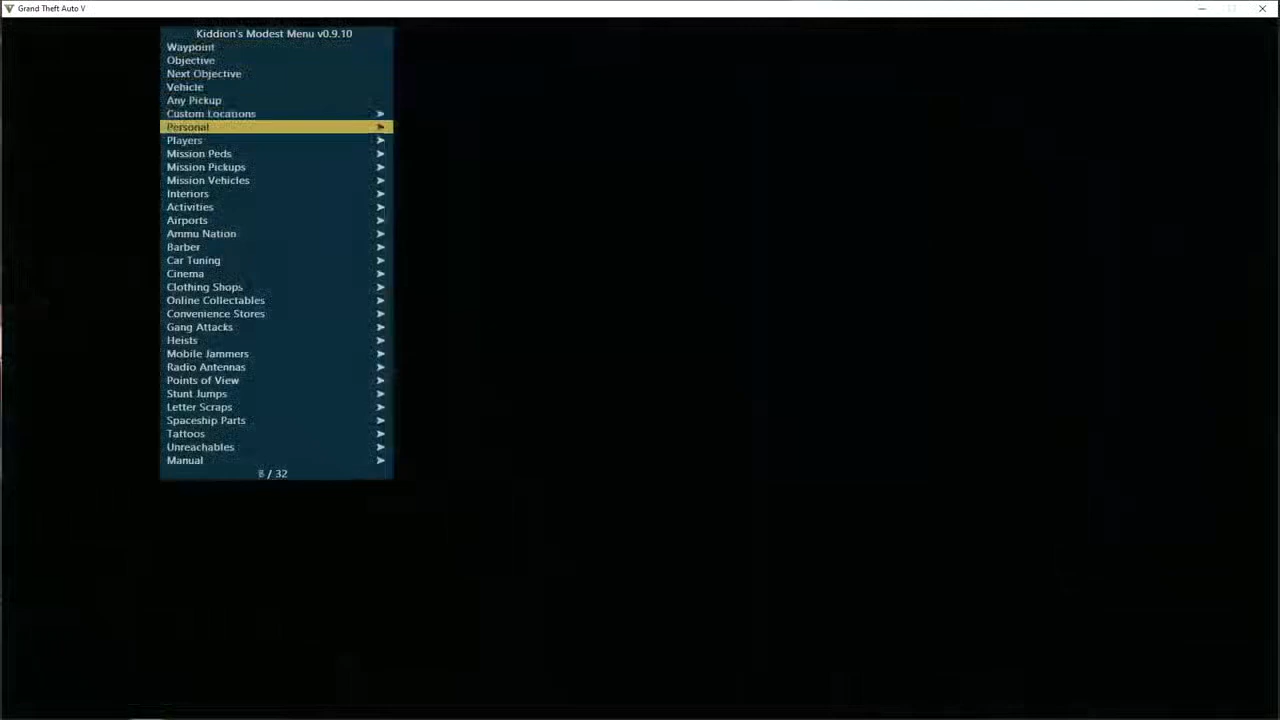 Grand Theft Auto V
Kiddion's Modest Menu v0.9.10
Waypoint
Objective
Next Objective
Vehicle
Any Pickup
Custom Locations
Personal
Players
Mission Peds
Mission Pickups
Mission Vehicles
Interiors
Activities
Airports
Ammu Nation
Barber
Car Tuning
Cinema
Clothing Shops
Online Collectables
Convenience Stores
Gang Attacks
Heists
Mobile Jammers
Radio Antennas
Points of View
Stunt Jumps
Letter Scraps
Spaceship Parts
Tattoos
Unreachables
Manual
/ 32